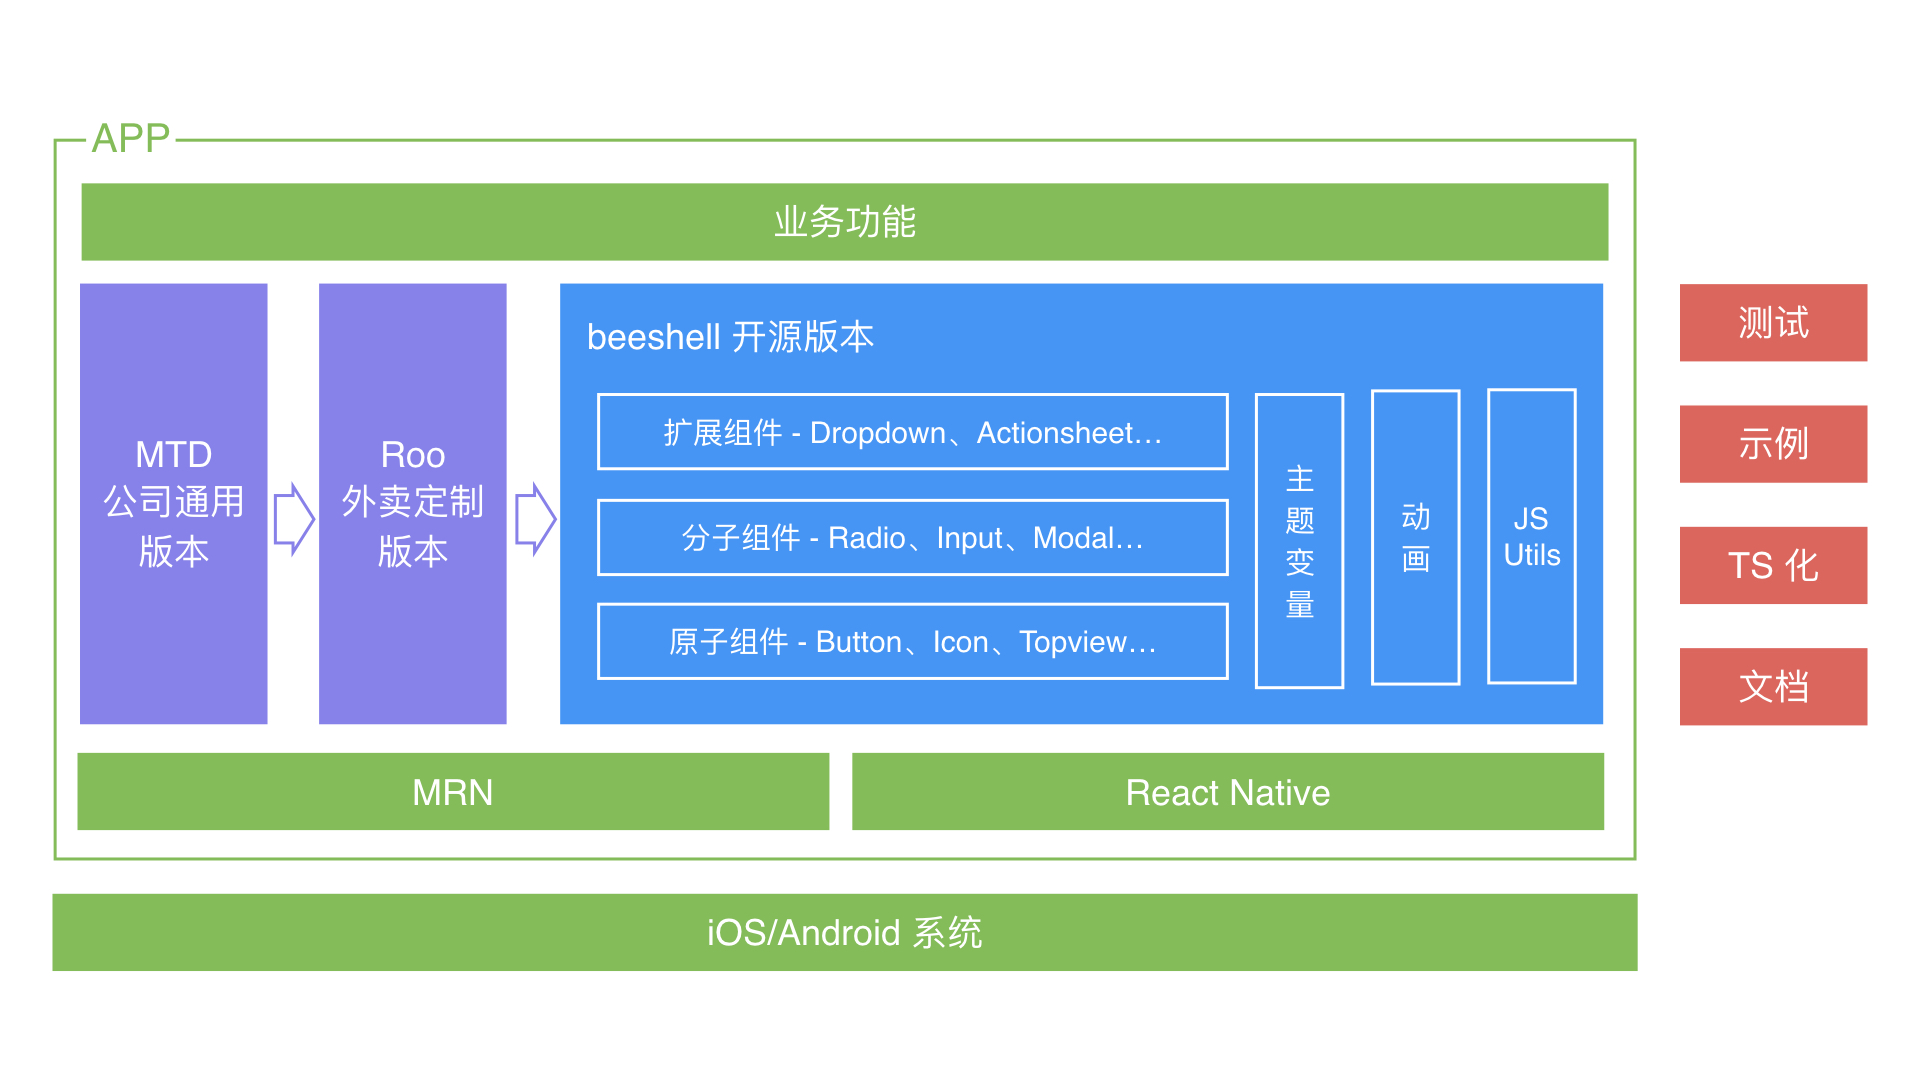 APP
业务功能
MTD
公司通用
版本
Roo
外卖定制
版本
beeshell 开源版本
扩展组件 - Dropdown、Actionsheet…
分子组件 - Radio、Input、Modal…
原子组件 - Button、Icon、Topview…
主
题
变
量
动
画
JS
Utils
MRN
React Native
iOS/Android 系统
测试
示例
TS 化
文档